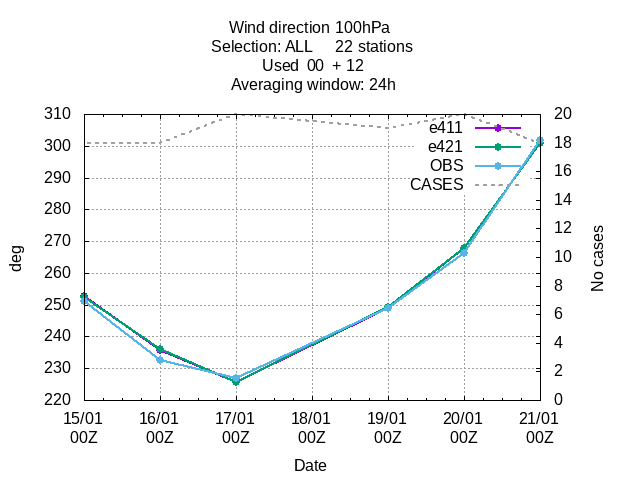 Wind direction 100hPa
Selection: ALL     22 stations
Used  00  + 12
Averaging window: 24h
310
300
290
280
270
260
250
240
230
220
deg
20
18
16
14
12
10
8
6
4
2
0
No cases
e411
e421
OBS
CASES
15/01 16/01 17/01 18/01 19/01 20/01 21/01
00Z 00Z 00Z 00Z 00Z 00Z 00Z
Date